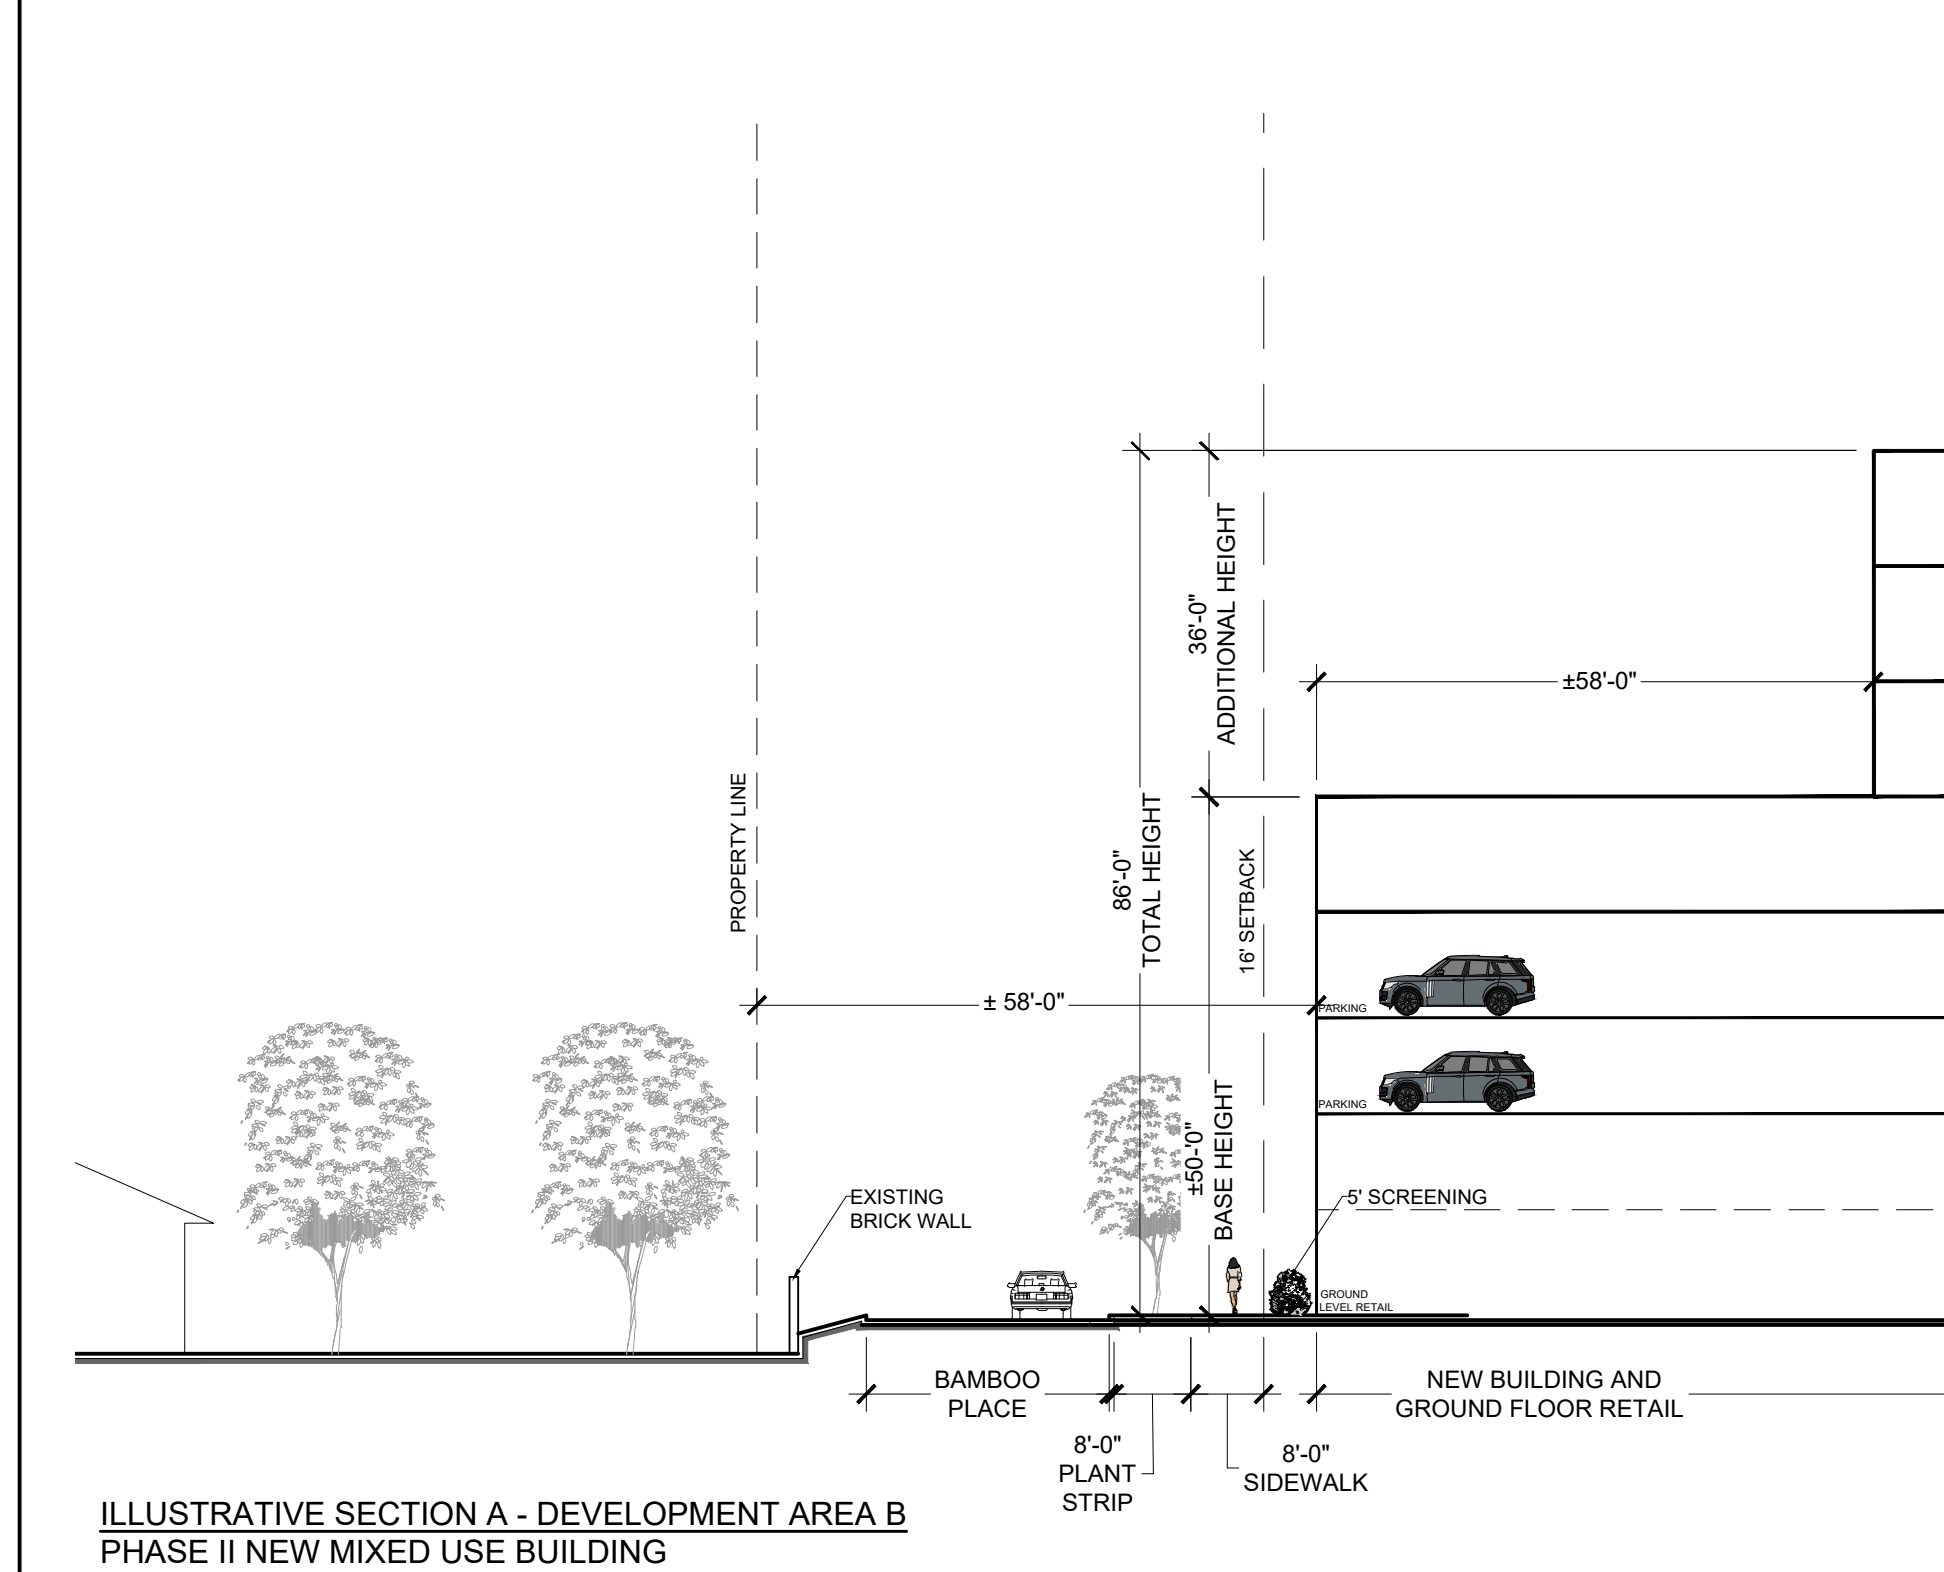 36'-0"
ADDITIONAL HEIGHT
±58'-0"
PROPERTY LINE
86'-0"
TOTAL HEIGHT
16' SETBACK
± 58'-0"
PARKING
PARKING
±50-'0"
BASE HEIGHT
EXISTING
BRICK WALL
5' SCREENING
GROUND
LEVEL RETAIL
BAMBOO
PLACE
NEW BUILDING AND
GROUND FLOOR RETAIL
8'-0"
PLANT
STRIP
8'-0"
SIDEWALK
ILLUSTRATIVE SECTION A - DEVELOPMENT AREA B
PHASE II NEW MIXED USE BUILDING